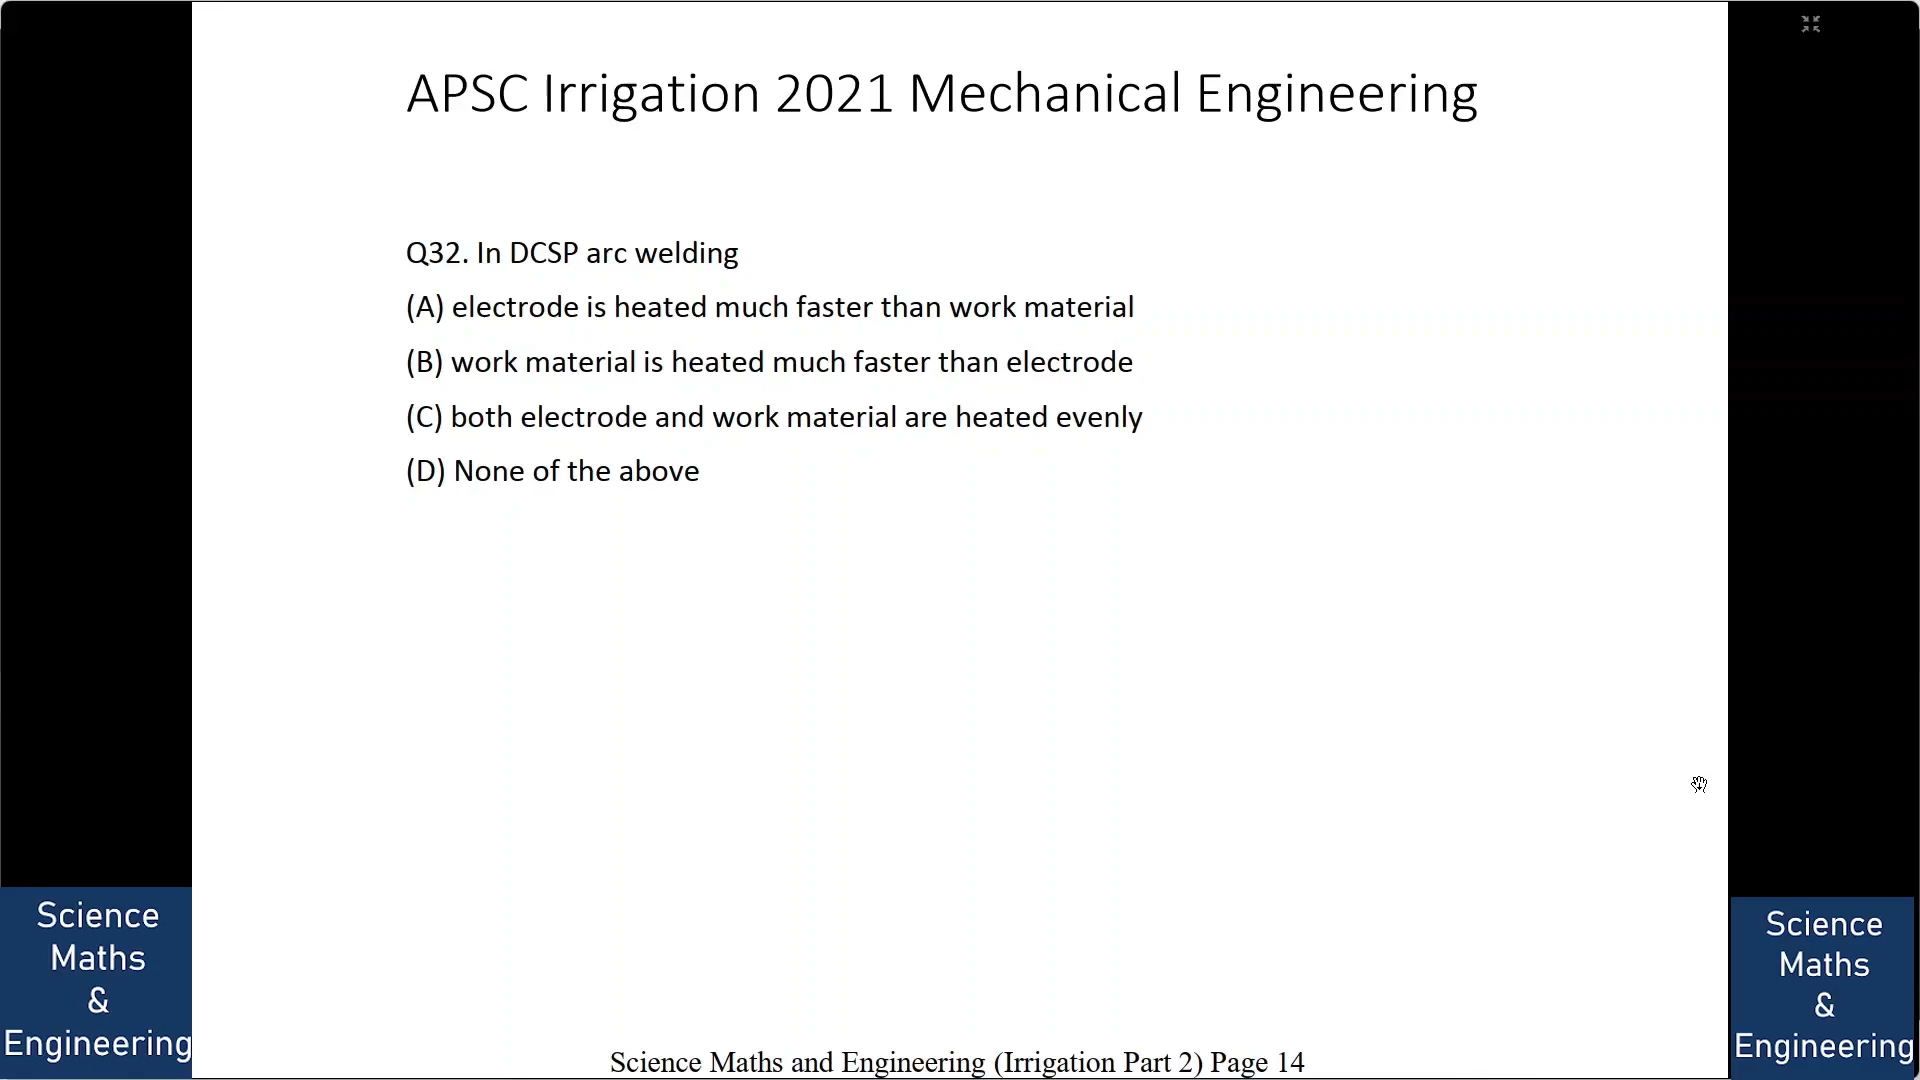 APSC Irrigation 2021 Mechanical Engineering
Q32. In DCSP arc welding
(A) electrode is heated much faster than work material
(B) work material is heated much faster than electrode
(C) both electrode and work material are heated evenly
(D) None of the above
Science
Maths
&
Engineering
Science
Maths
&
Engineering
Science Maths and Engineering (Irrigation Part 2) Page 14